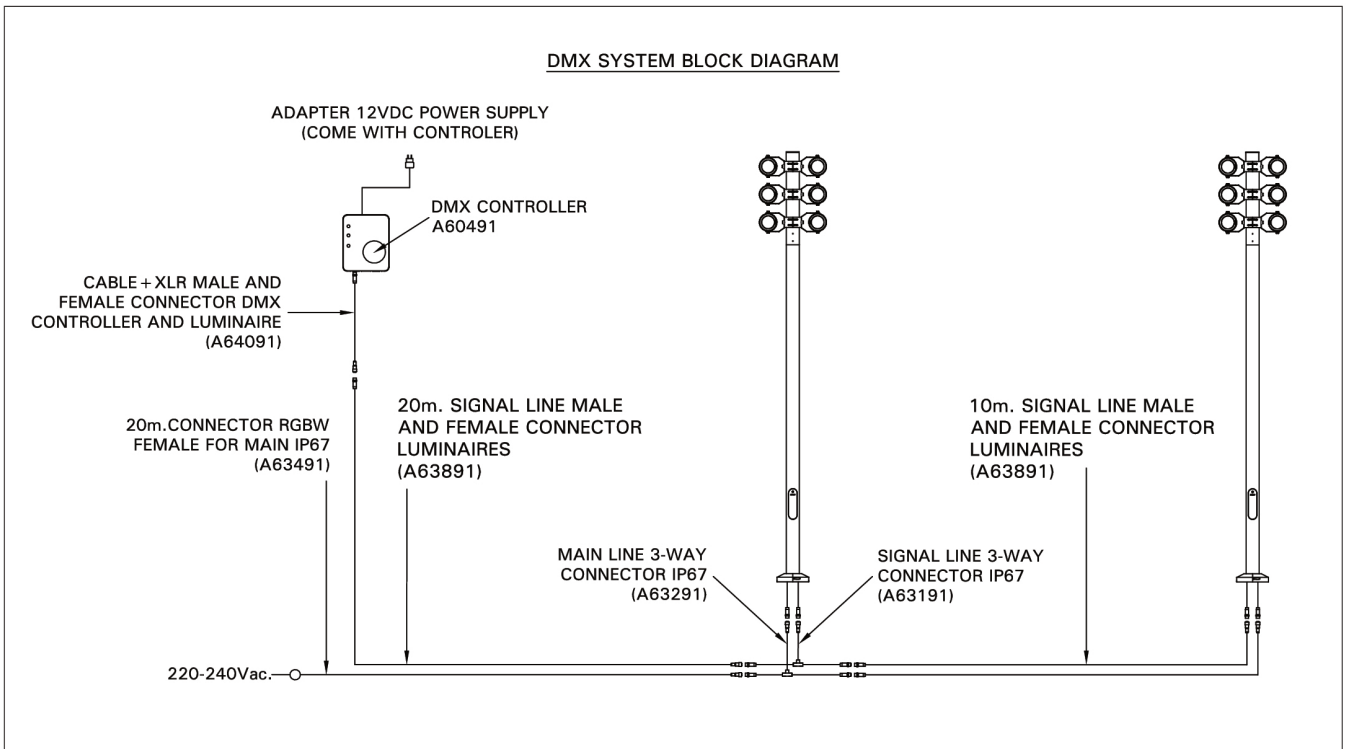 DMX SYSTEM BLOCK DIAGRAM
ADAPTER 12VDC POWER SUPPLY
(COME WITH CONTROLER)
DMX CONTROLLER
A60491
CABLE+XLR MALE AND
FEMALE CONNECTOR DMX
CONTROLLER AND LUMINAIRE
(A64091)
20m.CONNECTOR RGBW
FEMALE FOR MAIN IP67
(A63491)
20m. SIGNAL LINE MALE
AND FEMALE CONNECTOR
LUMINAIRES
(A63891)
10m. SIGNAL LINE MALE
AND FEMALE CONNECTOR
LUMINAIRES
(A63891)
MAIN LINE 3-WAY
CONNECTOR IP67
(A63291)
SIGNAL LINE 3-WAY
CONNECTOR IP67
(A63191)
220-240Vac.